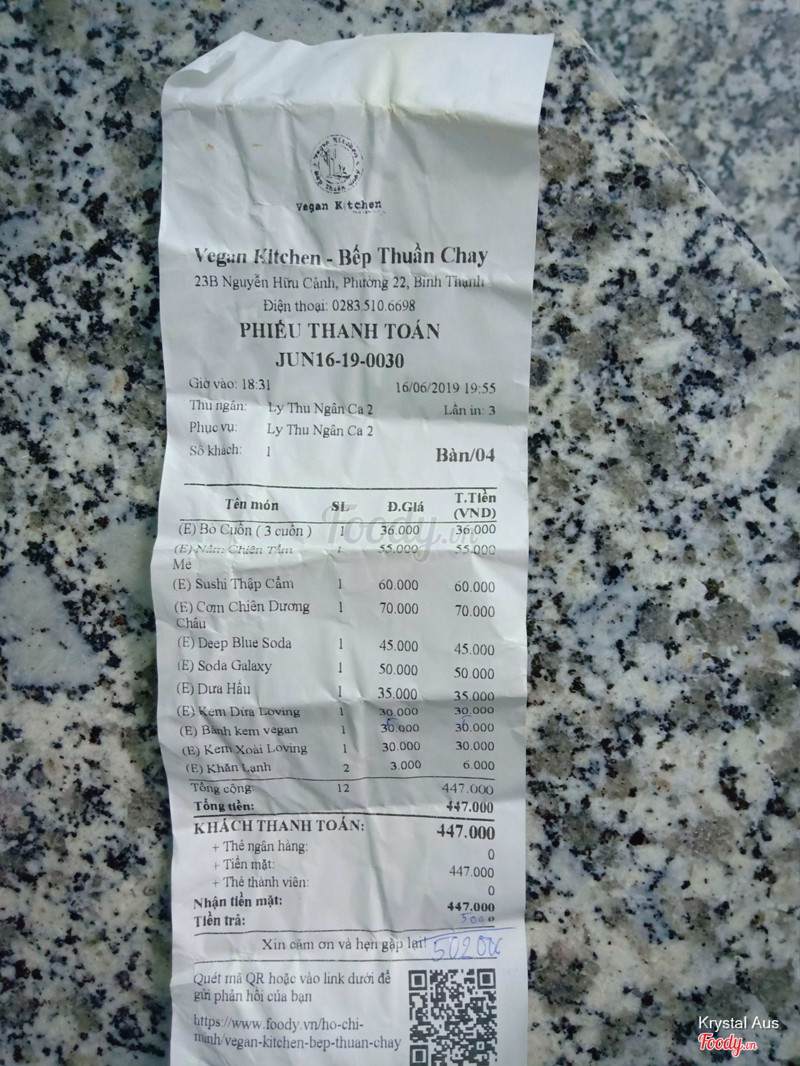 Vegan Kitchen
Vegan Kitchen - Bếp Thuần Chay
23B Nguyễn Hữu Cảnh, Phường 22, Bình Thạnh
Điện thoại: 0283.510.6698
PHIẾU THANH TOÁN
JUN16-19-0030
Giờ vào: 18:31 16/06/2019 19:55
Thu ngân: Ly Thu Ngân Ca 2 Lần in: 3
Phục vụ: Ly Thu Ngân Ca 2
Số khách: 1 Bàn/04
Tên món SL Đ.Giá T.Tiền (VND)
(E) Bò Cuốn ( 3 cuốn ) 1 36.000 36.000
(E) Nấm Chiên Tẩm 1 55.000 55.000
Mè
(E) Sushi Thập Cẩm 1 60.000 60.000
(E) Cơm Chiên Dương 1 70.000 70.000
Châu
(E) Deep Blue Soda 1 45.000 45.000
(E) Soda Galaxy 1 50.000 50.000
(E) Dưa Hấu 1 35.000 35.000
(E) Kem Dừa Loving 1 30.000 30.000
(E) Bánh kem vegan 1 30.000 30.000
(E) Kem Xoài Loving 1 30.000 30.000
(E) Khăn Lạnh 2 3.000 6.000
Tổng cộng: 12 447.000
Tổng tiền: 447.000
KHÁCH THANH TOÁN: 447.000
+ Thẻ ngân hàng: 0
+ Tiền mặt: 447.000
+ Thẻ thành viên: 0
Nhận tiền mặt: 447.000
Tiền trả: 0
Xin cảm ơn và hẹn gặp lại!
Quét mã QR hoặc vào link dưới để
gửi phản hồi của bạn
https://www.foody.vn/ho-chi-
minh/vegan-kitchen-bep-thuan-chay
Foody.vn
Krystal Aus
Foody.vn